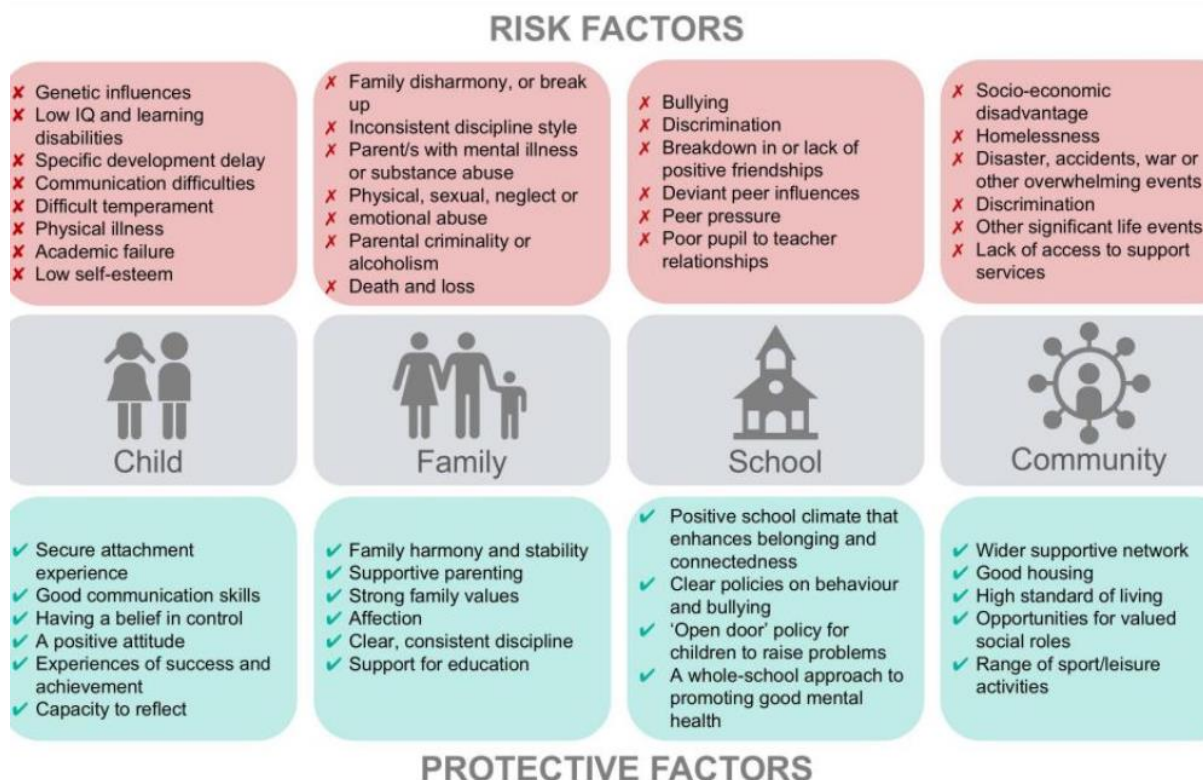 RISK FACTORS
✗ Genetic influences
✗ Low IQ and learning
disabilities
✗ Specific development delay
✗ Communication difficulties
✗ Difficult temperament
✗ Physical illness
✗ Academic failure
✗ Low self-esteem
✗ Family disharmony, or break
up
✗ Inconsistent discipline style
✗ Parent/s with mental illness
or substance abuse
✗ Physical, sexual, neglect or
✗ emotional abuse
✗ Parental criminality or
alcoholism
✗ Death and loss
✗ Bullying
✗ Discrimination
✗ Breakdown in or lack of
positive friendships
✗ Deviant peer influences
✗ Peer pressure
✗ Poor pupil to teacher
relationships
✗ Socio-economic
disadvantage
✗ Homelessness
✗ Disaster, accidents, war or
other overwhelming events
✗ Discrimination
✗ Other significant life events
✗ Lack of access to support
services
Child
Family
School
Community
✔ Secure attachment
experience
✔ Good communication skills
✔ Having a belief in control
✔ A positive attitude
✔ Experiences of success and
achievement
✔ Capacity to reflect
✔ Family harmony and stability
✔ Supportive parenting
✔ Strong family values
✔ Affection
✔ Clear, consistent discipline
✔ Support for education
✔ Positive school climate that
enhances belonging and
connectedness
✔ Clear policies on behaviour
and bullying
✔ ‘Open door’ policy for
children to raise problems
✔ A whole-school approach to
promoting good mental
health
✔ Wider supportive network
✔ Good housing
✔ High standard of living
✔ Opportunities for valued
social roles
✔ Range of sport/leisure
activities
PROTECTIVE FACTORS